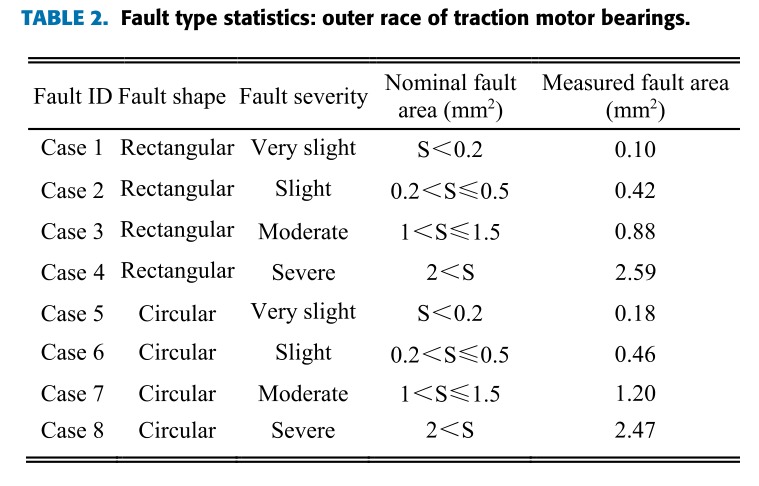 TABLE 2. Fault type statistics: outer race of traction motor bearings.
Fault ID Fault shape Fault severity Nominal fault area (mm²) Measured fault area (mm²)
Case 1 Rectangular Very slight S<0.2 0.10
Case 2 Rectangular Slight 0.2<S⩽0.5 0.42
Case 3 Rectangular Moderate 1<S⩽1.5 0.88
Case 4 Rectangular Severe 2<S 2.59
Case 5 Circular Very slight S<0.2 0.18
Case 6 Circular Slight 0.2<S⩽0.5 0.46
Case 7 Circular Moderate 1<S⩽1.5 1.20
Case 8 Circular Severe 2<S 2.47